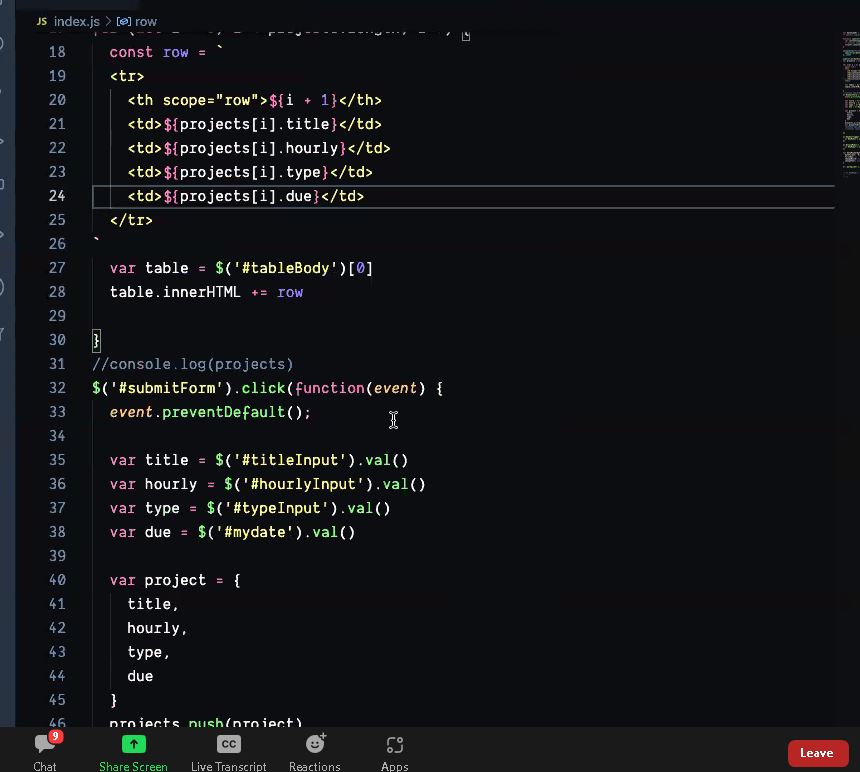 JS index.js > row
18 const row = `
19 <tr>
20 <th scope="row">${i + 1}</th>
21 <td>${projects[i].title}</td>
22 <td>${projects[i].hourly}</td>
23 <td>${projects[i].type}</td>
24 <td>${projects[i].due}</td>
25 </tr>
26 `
27 var table = $('#tableBody')[0]
28 table.innerHTML += row
29
30 }
31 //console.log(projects)
32 $('#submitForm').click(function(event) {
33 event.preventDefault();
34
35 var title = $('#titleInput').val()
36 var hourly = $('#hourlyInput').val()
37 var type = $('#typeInput').val()
38 var due = $('#mydate').val()
39
40 var project = {
41 title,
42 hourly,
43 type,
44 due
45 }
46 projects.push(project)
9
CC
Chat Share Screen Live Transcript Reactions Apps Leave